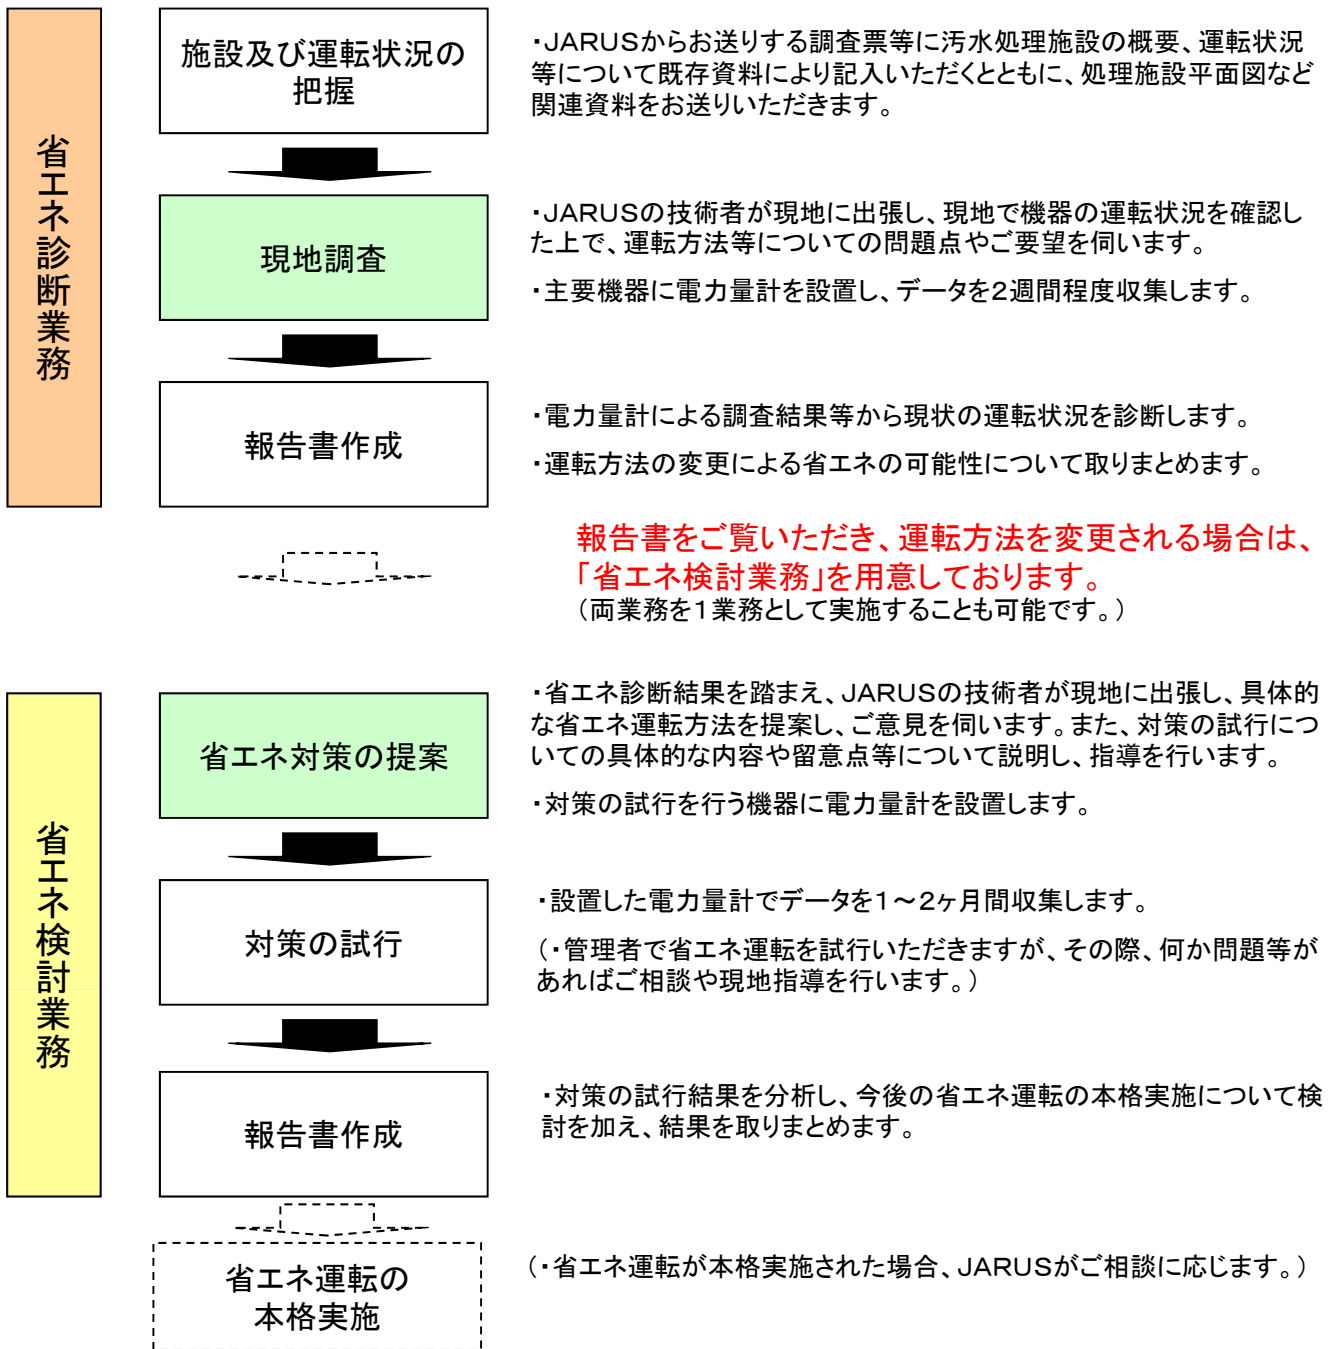 省エネ診断業務
施設及び運転状況の
把握
・JARUSからお送りする調査票等に汚水処理施設の概要、運転状況
等について既存資料により記入いただくとともに、処理施設平面図など
関連資料をお送りいただきます。
現地調査
・JARUSの技術者が現地に出張し、現地で機器の運転状況を確認し
た上で、運転方法等についての問題点やご要望を伺います。
・主要機器に電力量計を設置し、データを2週間程度収集します。
報告書作成
・電力量計による調査結果等から現状の運転状況を診断します。
・運転方法の変更による省エネの可能性について取りまとめます。
報告書をご覧いただき、運転方法を変更される場合は、
「省エネ検討業務」を用意しております。
（両業務を1業務として実施することも可能です。）
省エネ検討業務
省エネ対策の提案
・省エネ診断結果を踏まえ、JARUSの技術者が現地に出張し、具体的
な省エネ運転方法を提案し、ご意見を伺います。また、対策の試行につ
いての具体的な内容や留意点等について説明し、指導を行います。
・対策の試行を行う機器に電力量計を設置します。
対策の試行
・設置した電力量計でデータを1～2ヶ月間収集します。
（・管理者で省エネ運転を試行いただきますが、その際、何か問題等が
あればご相談や現地指導を行います。）
報告書作成
・対策の試行結果を分析し、今後の省エネ運転の本格実施について検
討を加え、結果を取りまとめます。
省エネ運転の
本格実施
（・省エネ運転が本格実施された場合、JARUSがご相談に応じます。）